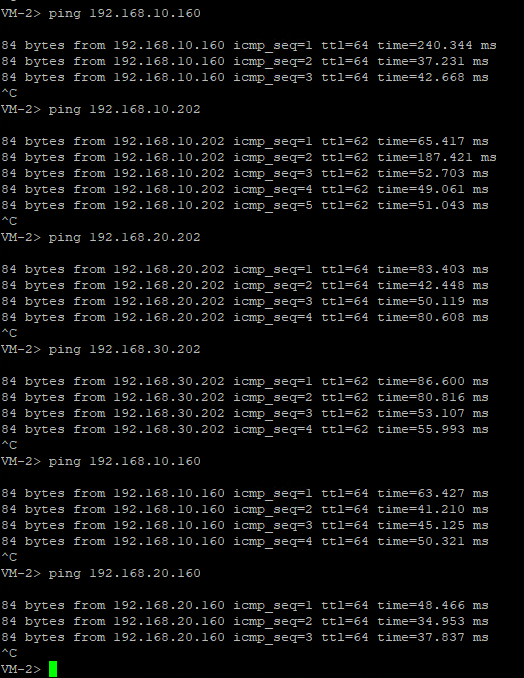 VM-2> ping 192.168.10.160
84 bytes from 192.168.10.160 icmp_seq=1 ttl=64 time=240.344 ms
84 bytes from 192.168.10.160 icmp_seq=2 ttl=64 time=37.231 ms
84 bytes from 192.168.10.160 icmp_seq=3 ttl=64 time=42.668 ms
^C
VM-2> ping 192.168.10.202
84 bytes from 192.168.10.202 icmp_seq=1 ttl=62 time=65.417 ms
84 bytes from 192.168.10.202 icmp_seq=2 ttl=62 time=187.421 ms
84 bytes from 192.168.10.202 icmp_seq=3 ttl=62 time=52.703 ms
84 bytes from 192.168.10.202 icmp_seq=4 ttl=62 time=49.061 ms
84 bytes from 192.168.10.202 icmp_seq=5 ttl=62 time=51.043 ms
^C
VM-2> ping 192.168.20.202
84 bytes from 192.168.20.202 icmp_seq=1 ttl=64 time=83.403 ms
84 bytes from 192.168.20.202 icmp_seq=2 ttl=64 time=42.448 ms
84 bytes from 192.168.20.202 icmp_seq=3 ttl=64 time=50.119 ms
84 bytes from 192.168.20.202 icmp_seq=4 ttl=64 time=80.608 ms
^C
VM-2> ping 192.168.30.202
84 bytes from 192.168.30.202 icmp_seq=1 ttl=62 time=86.600 ms
84 bytes from 192.168.30.202 icmp_seq=2 ttl=62 time=80.816 ms
84 bytes from 192.168.30.202 icmp_seq=3 ttl=62 time=53.107 ms
84 bytes from 192.168.30.202 icmp_seq=4 ttl=62 time=55.993 ms
^C
VM-2> ping 192.168.10.160
84 bytes from 192.168.10.160 icmp_seq=1 ttl=64 time=63.427 ms
84 bytes from 192.168.10.160 icmp_seq=2 ttl=64 time=41.210 ms
84 bytes from 192.168.10.160 icmp_seq=3 ttl=64 time=45.125 ms
84 bytes from 192.168.10.160 icmp_seq=4 ttl=64 time=50.321 ms
^C
VM-2> ping 192.168.20.160
84 bytes from 192.168.20.160 icmp_seq=1 ttl=64 time=48.466 ms
84 bytes from 192.168.20.160 icmp_seq=2 ttl=64 time=34.953 ms
84 bytes from 192.168.20.160 icmp_seq=3 ttl=64 time=37.837 ms
^C
VM-2>